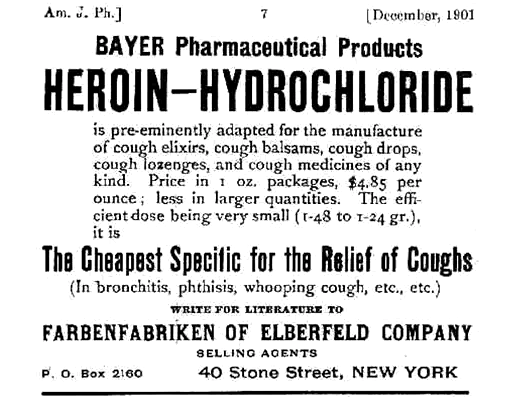 Am. J. Ph.] 7 [December, 1901
BAYER Pharmaceutical Products
HEROIN—HYDROCHLORIDE
is pre-eminently adapted for the manufacture
of cough elixirs, cough balsams, cough drops,
cough lozenges, and cough medicines of any
kind. Price in 1 oz. packages, $4.85 per
ounce; less in larger quantities. The effi-
cient dose being very small (1-48 to 1-24 gr.),
it is
The Cheapest Specific for the Relief of Coughs
(In bronchitis, phthisis, whooping cough, etc., etc.)
WRITE FOR LITERATURE TO
FARBENFABRIKEN OF ELBERFELD COMPANY
SELLING AGENTS
P. O. Box 2160 40 Stone Street, NEW YORK